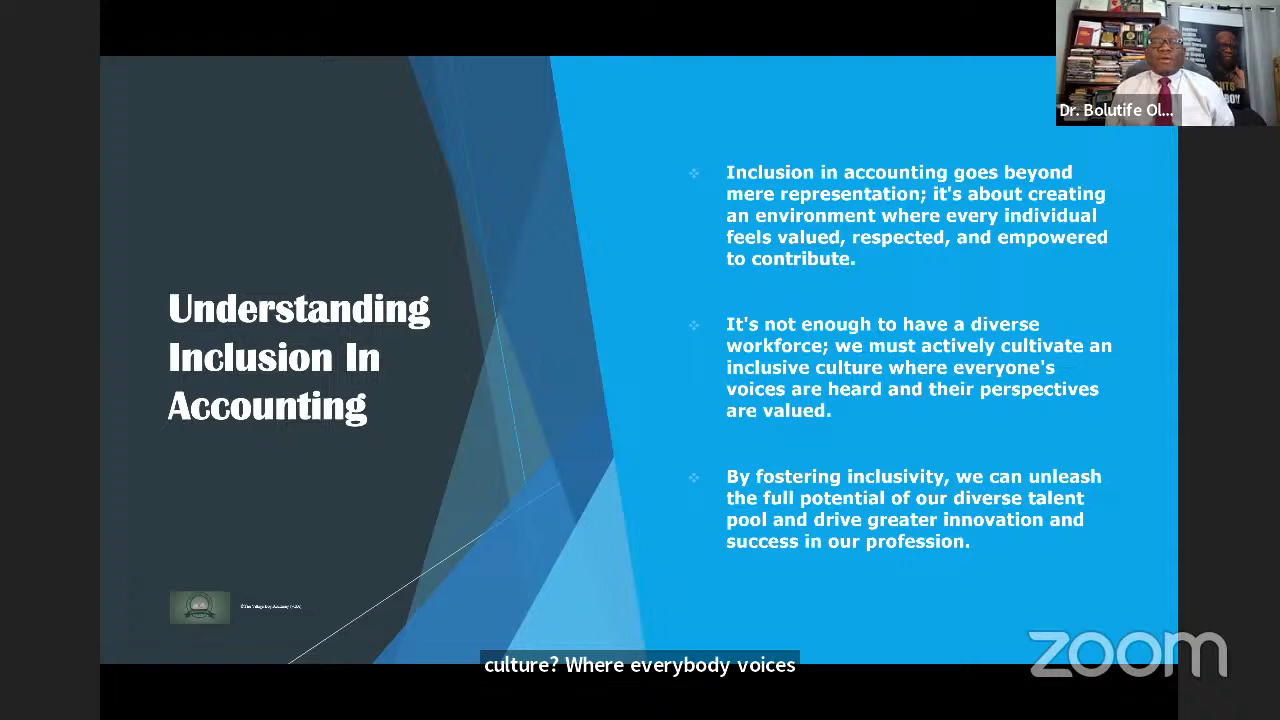 Dr. Bolutife Ol...
Understanding
Inclusion In
Accounting
Inclusion in accounting goes beyond
mere representation; it's about creating
an environment where every individual
feels valued, respected, and empowered
to contribute.
It's not enough to have a diverse
workforce; we must actively cultivate an
inclusive culture where everyone's
voices are heard and their perspectives
are valued.
By fostering inclusivity, we can unleash
the full potential of our diverse talent
pool and drive greater innovation and
success in our profession.
culture? Where everybody voices
zoom